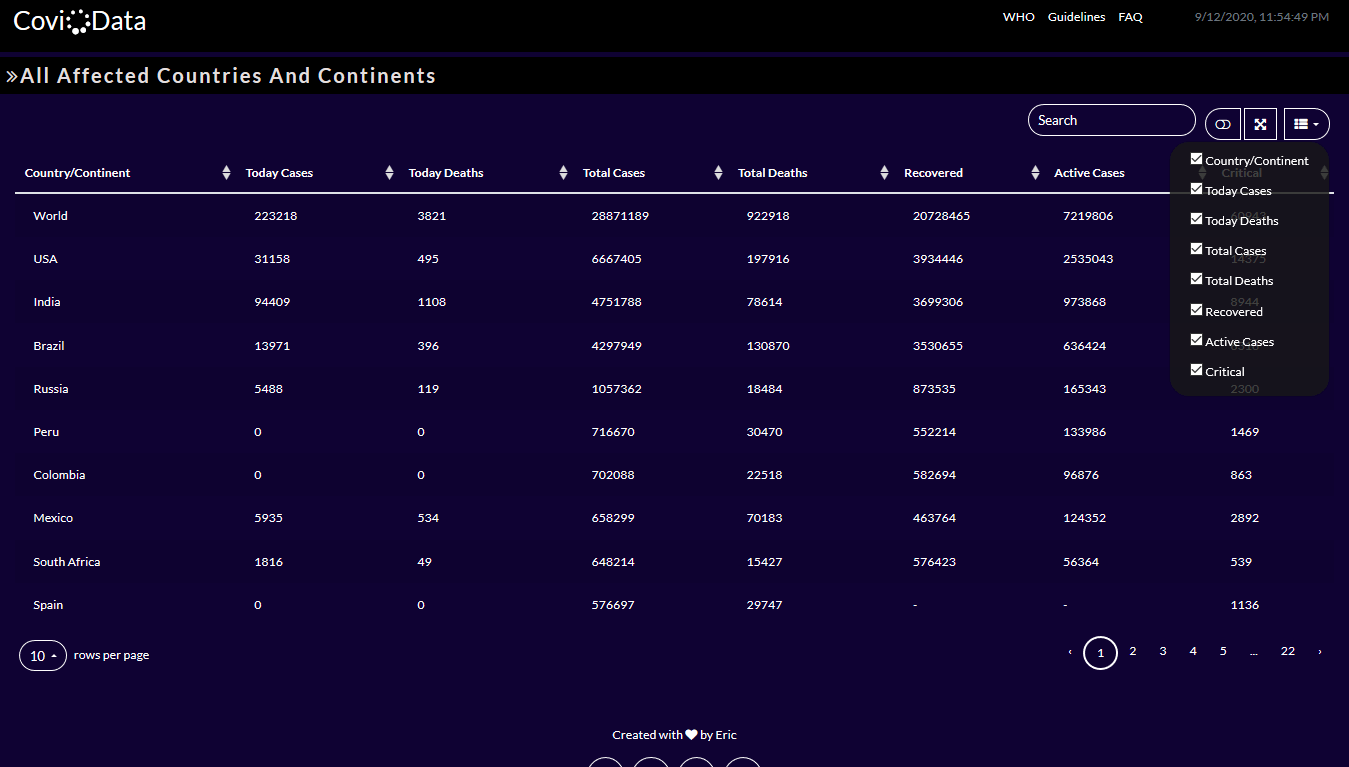 Covi Data
WHO Guidelines FAQ 9/12/2020, 11:54:49 PM
»All Affected Countries And Continents
Search
Country/Continent Today Cases Today Deaths Total Cases Total Deaths Recovered Active Cases Critical
World 223218 3821 28871189 922918 20728465 7219806
USA 31158 495 6667405 197916 3934446 2535043 14375
India 94409 1108 4751788 78614 3699306 973868 8944
Brazil 13971 396 4297949 130870 3530655 636424
Russia 5488 119 1057362 18484 873535 165343 2300
Peru 0 0 716670 30470 552214 133986 1469
Colombia 0 0 702088 22518 582694 96876 863
Mexico 5935 534 658299 70183 463764 124352 2892
South Africa 1816 49 648214 15427 576423 56364 539
Spain 0 0 576697 29747 - - 1136
Country/Continent
Today Cases
Today Deaths
Total Cases
Total Deaths
Recovered
Active Cases
Critical
10 rows per page
‹ 1 2 3 4 5 ... 22 ›
Created with ♥ by Eric